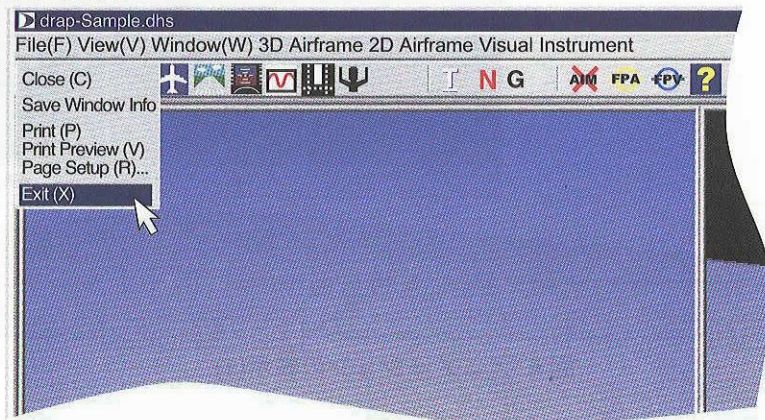 drap-Sample.dhs
File(F) View(V) Window(W) 3D Airframe 2D Airframe Visual Instrument
Close (C)
Save Window Info
Print (P)
Print Preview (V)
Page Setup (R)...
Exit (X)
T N G AIM FPA FPV ?